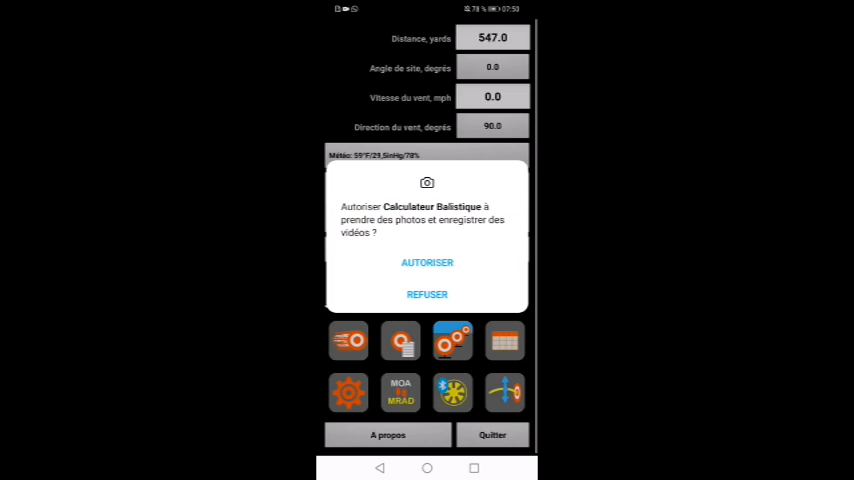 78 % 07:50
Distance, yards 547.0
Angle de site, degrés 0.0
Vitesse du vent, mph 0.0
Direction du vent, degrés 90.0
Météo: 59°F/29,5inHg/78%
Autoriser Calculateur Balistique à
prendre des photos et enregistrer des
vidéos ?
AUTORISER
REFUSER
MOA
MRAD
A propos Quitter